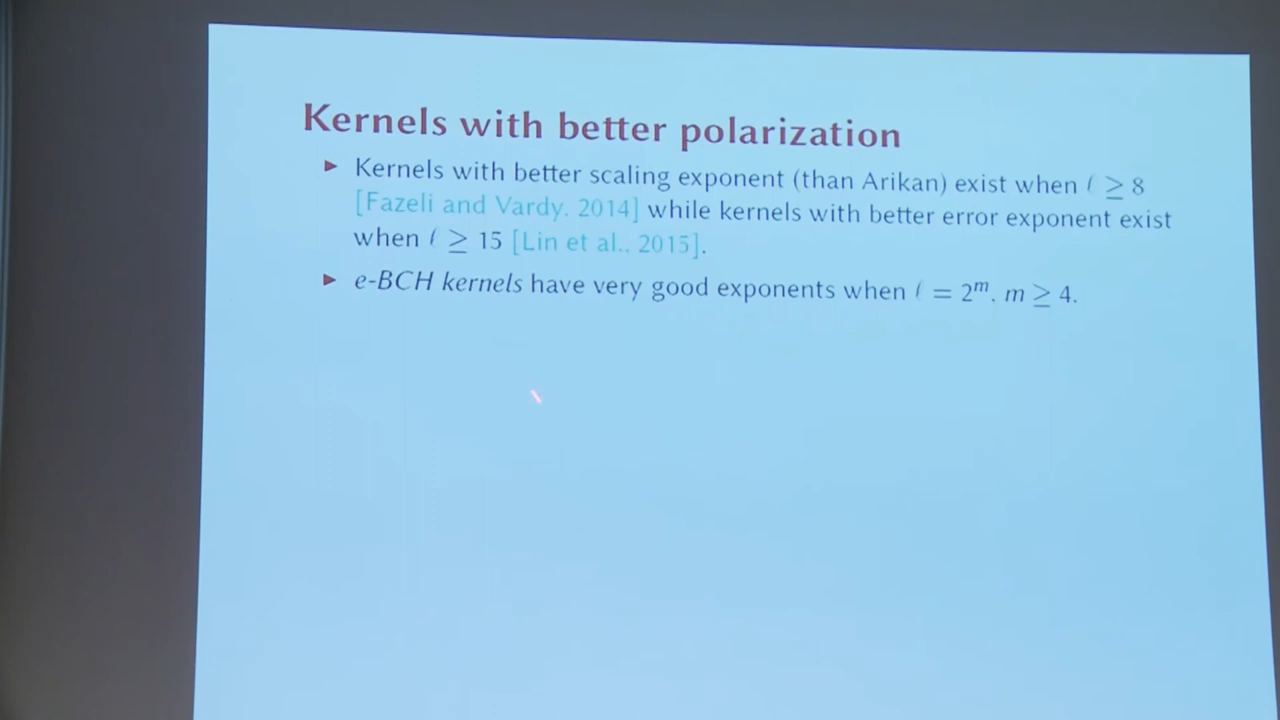 Kernels with better polarization
▶ Kernels with better scaling exponent (than Arikan) exist when ℓ ≥ 8
[Fazeli and Vardy, 2014] while kernels with better error exponent exist
when ℓ ≥ 15 [Lin et al., 2015].
▶ e-BCH kernels have very good exponents when ℓ = 2^m, m ≥ 4.